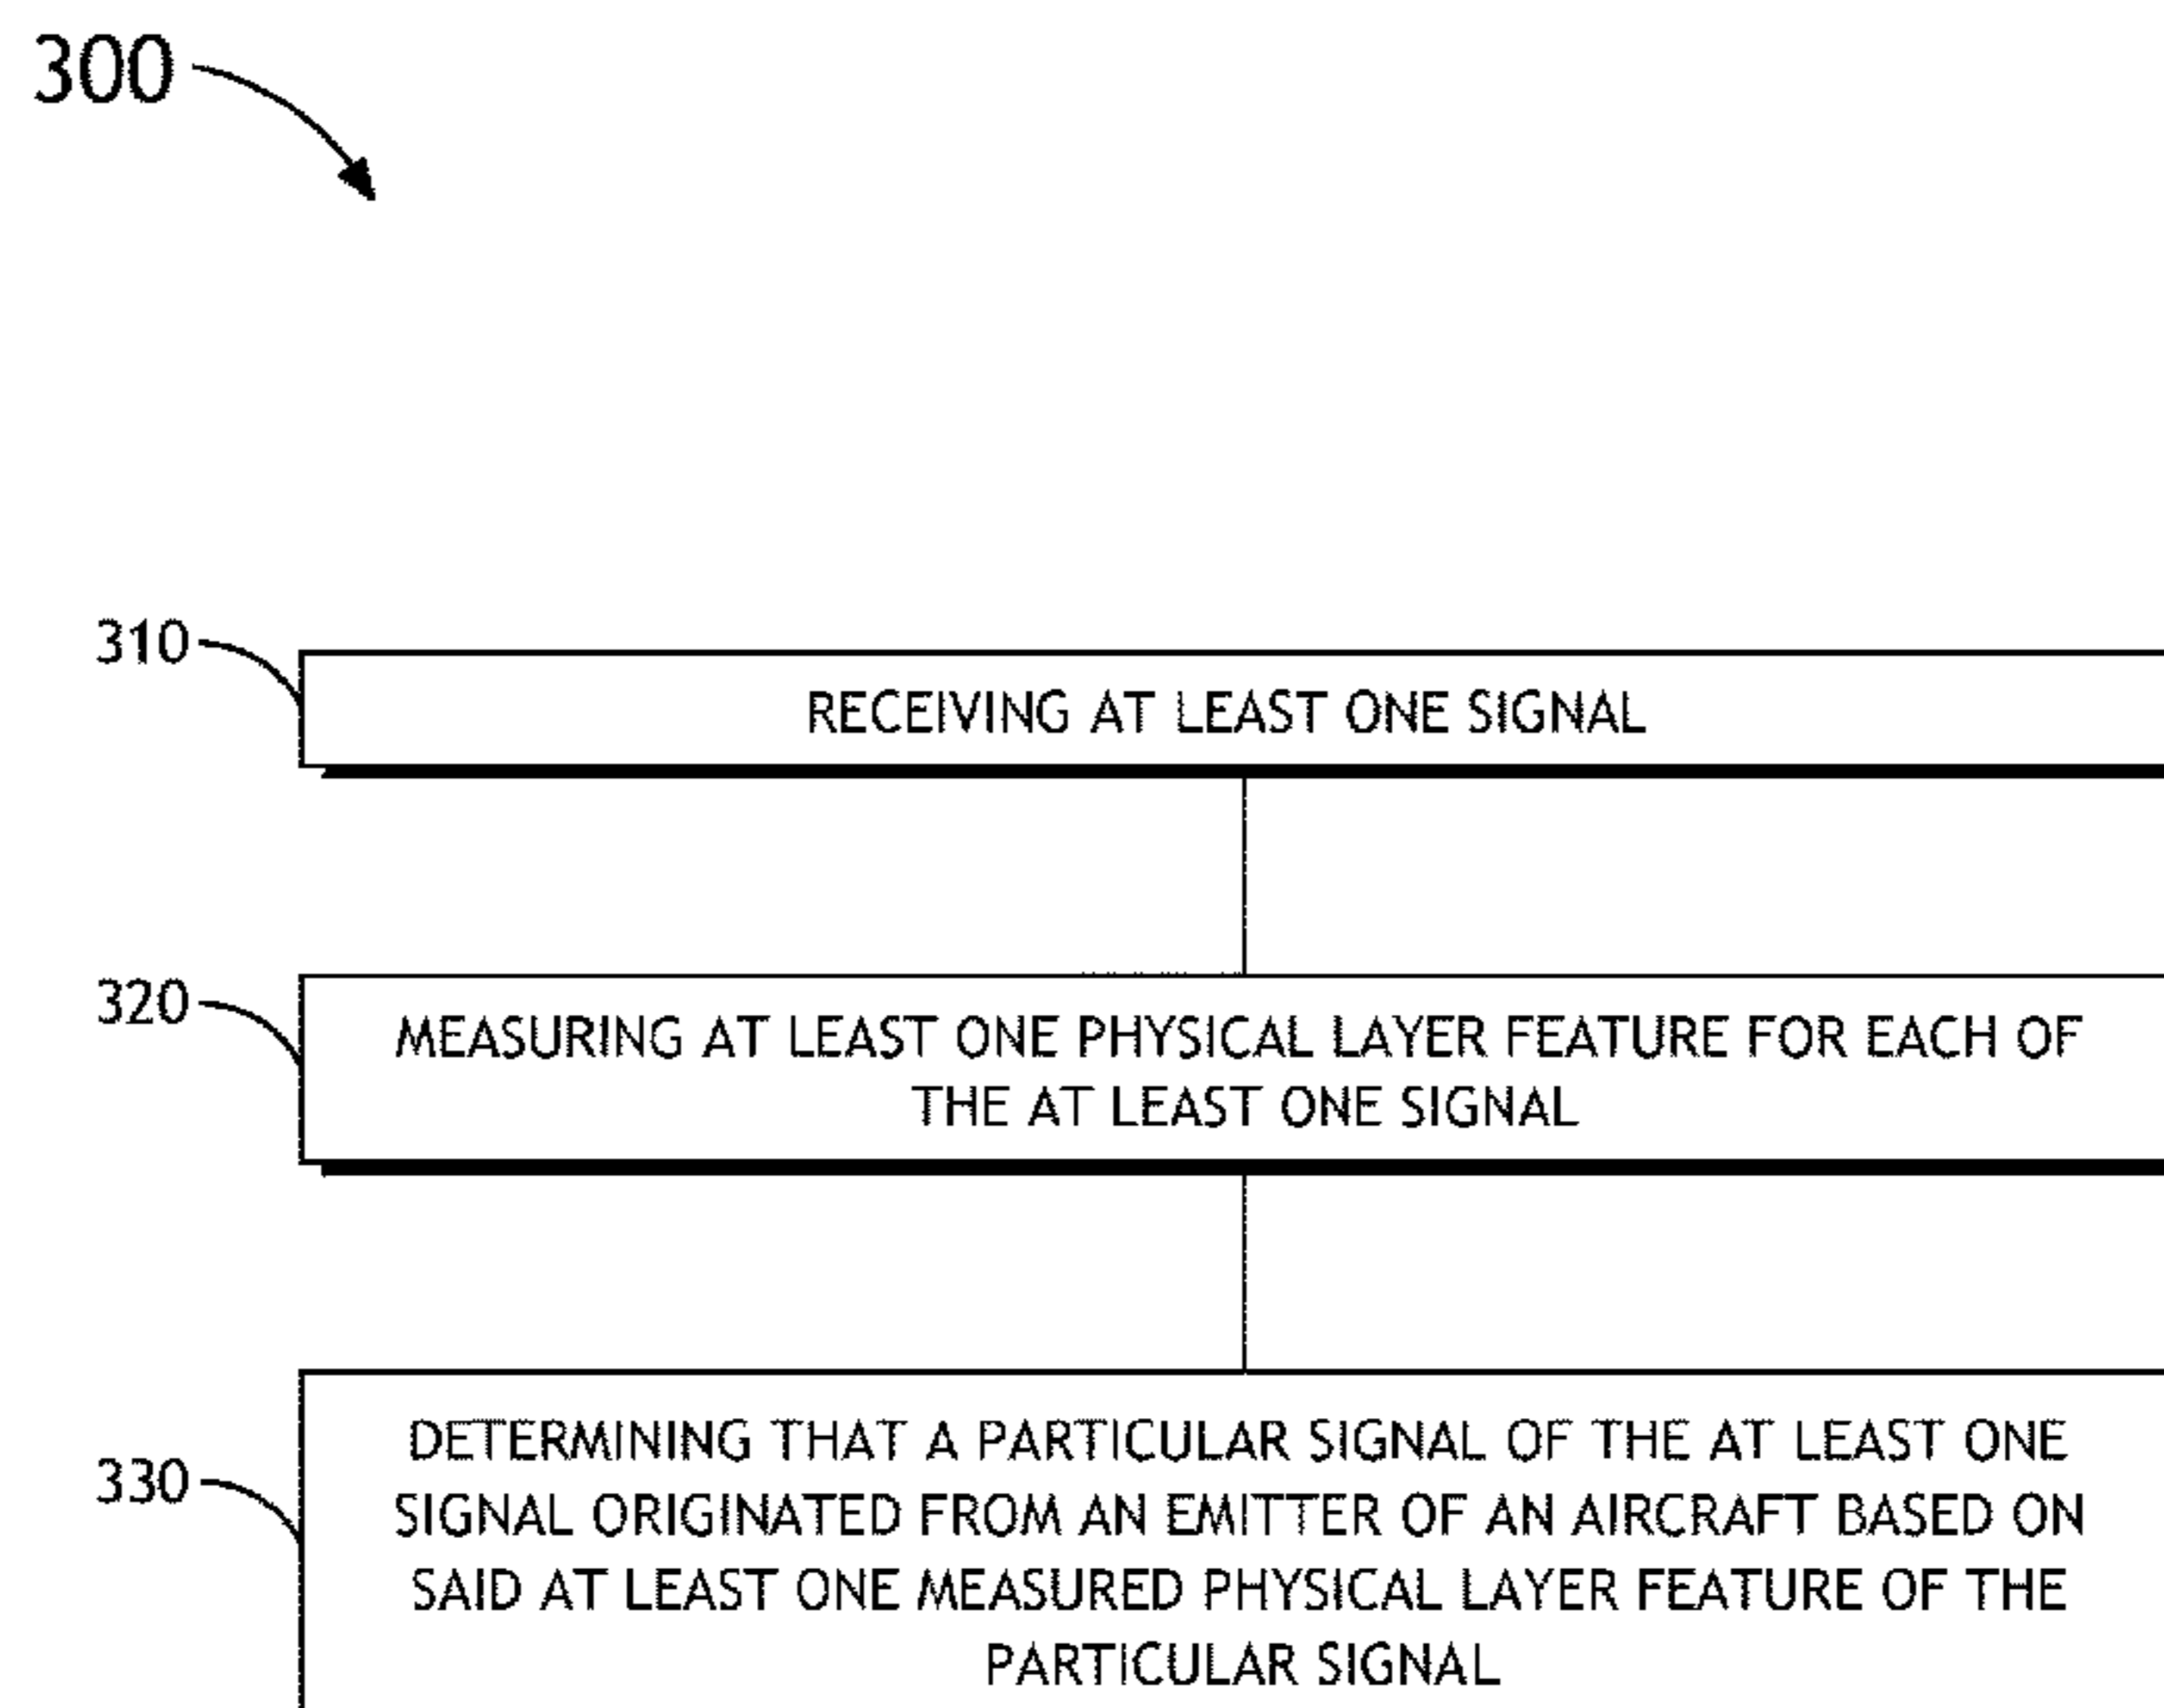 300
310
RECEIVING AT LEAST ONE SIGNAL
320
MEASURING AT LEAST ONE PHYSICAL LAYER FEATURE FOR EACH OF
THE AT LEAST ONE SIGNAL
330
DETERMINING THAT A PARTICULAR SIGNAL OF THE AT LEAST ONE
SIGNAL ORIGINATED FROM AN EMITTER OF AN AIRCRAFT BASED ON
SAID AT LEAST ONE MEASURED PHYSICAL LAYER FEATURE OF THE
PARTICULAR SIGNAL